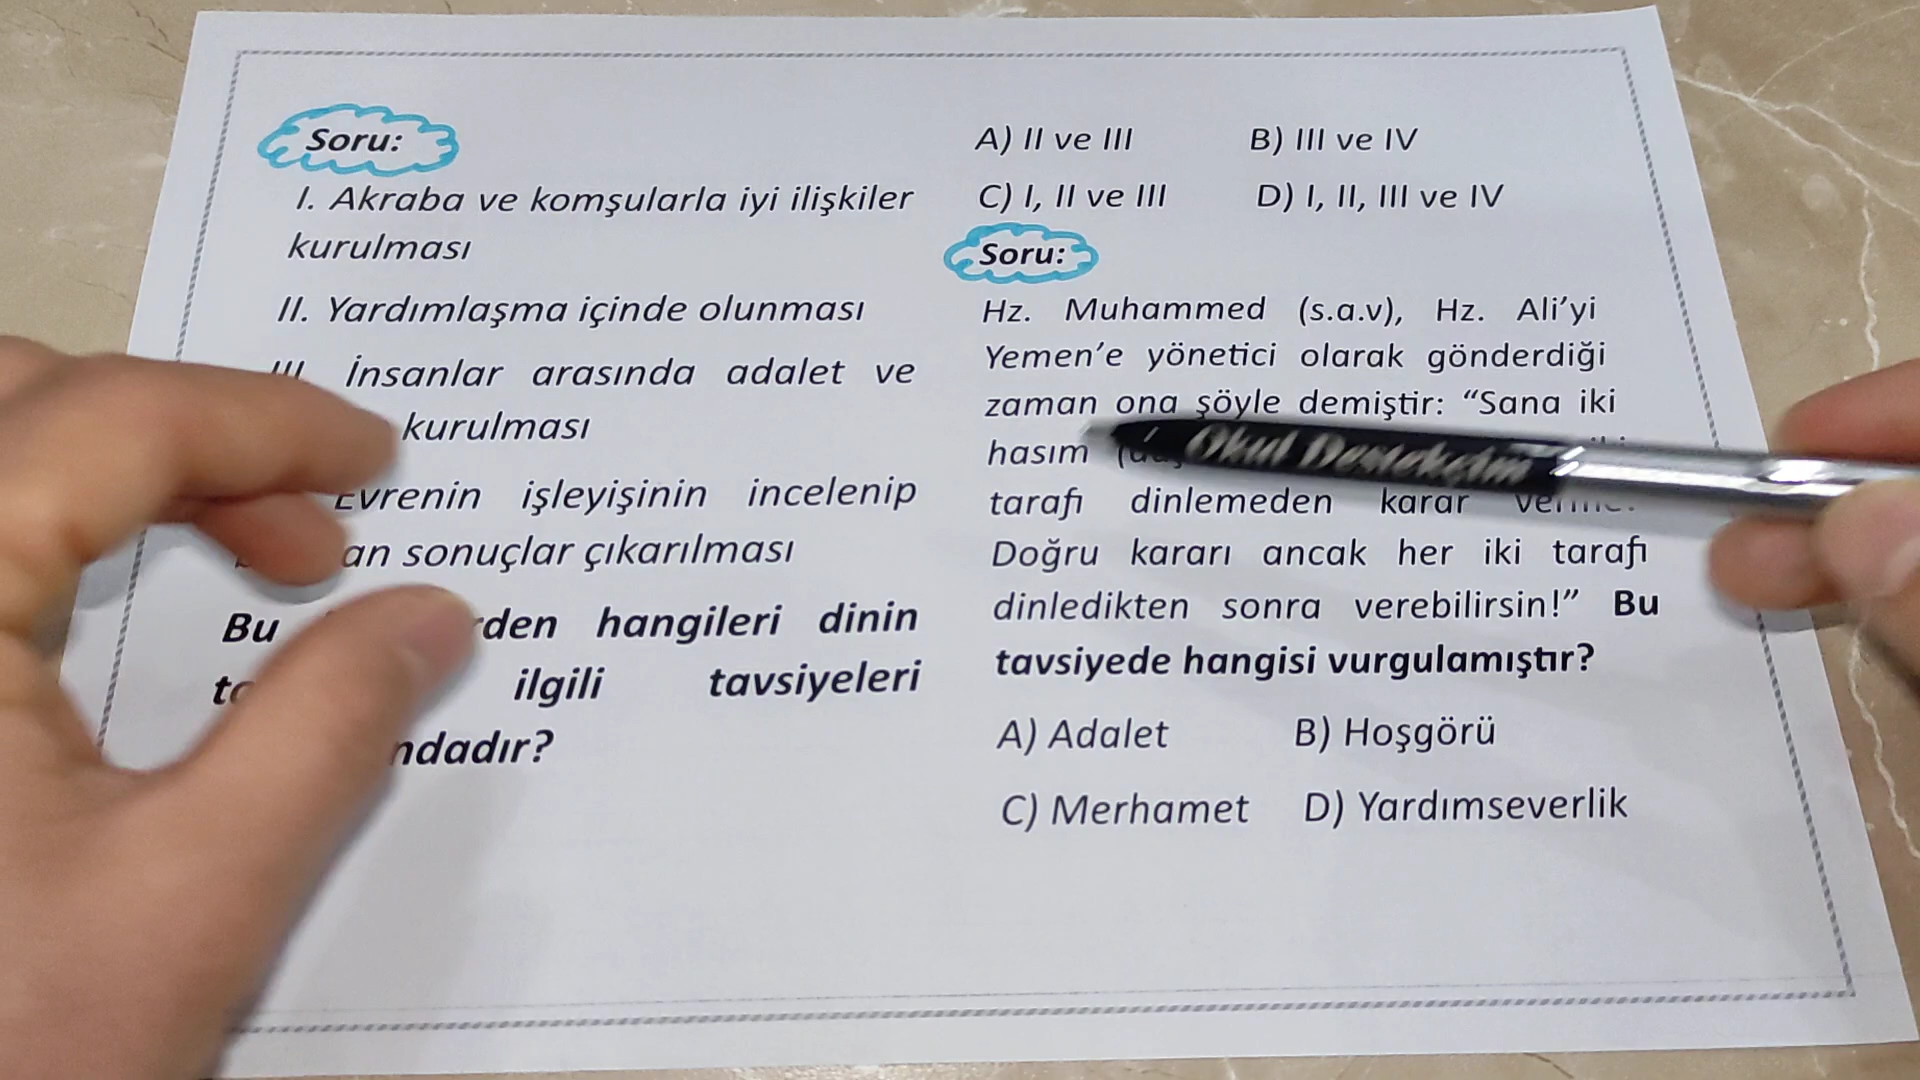 Soru:
I. Akraba ve komşularla iyi ilişkiler
kurulması
II. Yardımlaşma içinde olunması
III. İnsanlar arasında adalet ve
kurulması
Evrenin işleyişinin incelenip
sonuçlar çıkarılması
Bu hangileri dinin
ilgili tavsiyeleri
A) II ve III B) III ve IV
C) I, II ve III D) I, II, III ve IV
Soru:
Hz. Muhammed (s.a.v), Hz. Ali’yi
Yemen’e yönetici olarak gönderdiği
zaman ona şöyle demiştir: “Sana iki
hasım
tarafı dinlemeden karar verme.
Doğru kararı ancak her iki tarafı
dinledikten sonra verebilirsin!” Bu
tavsiyede hangisi vurgulamıştır?
A) Adalet B) Hoşgörü
C) Merhamet D) Yardımseverlik
Okul Destekçim